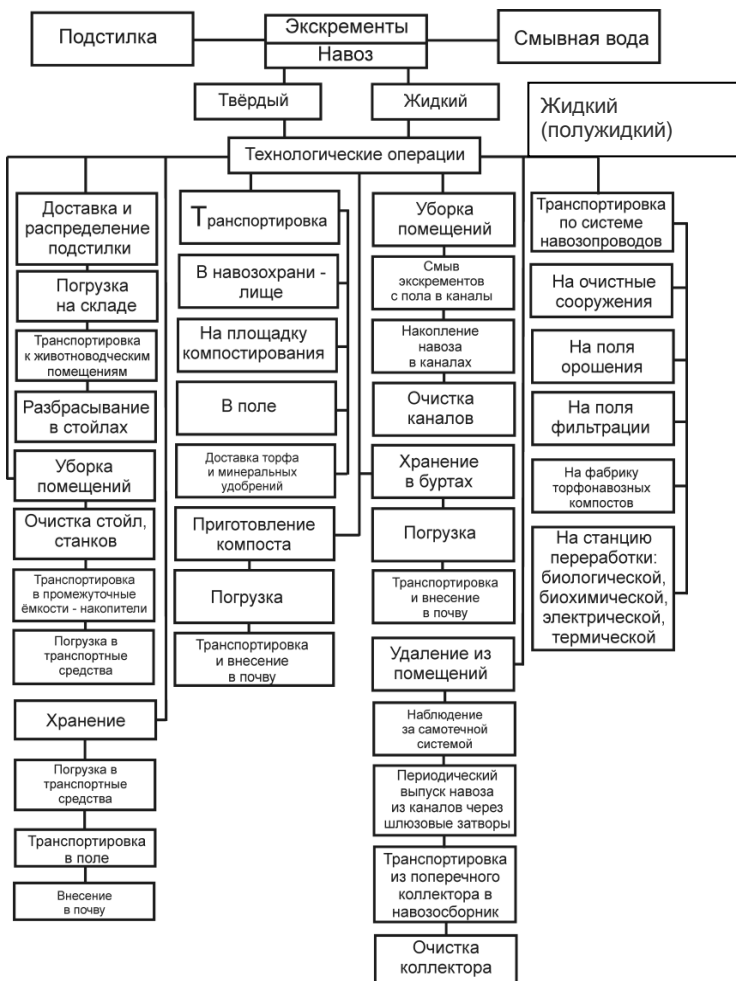 Подстилка
Экскременты
Навоз
Смывная вода
Твёрдый
Жидкий
Жидкий
(полужидкий)
Технологические операции
Доставка и
распределение
подстилки
Погрузка
на складе
Транспортировка
к животноводческим
помещениям
Разбрасывание
в стойлах
Уборка
помещений
Очистка стойл,
станков
Транспортировка
в промежуточные
ёмкости - накопители
Погрузка в
транспортные
средства
Хранение
Погрузка в
транспортные
средства
Транспортировка
в поле
Внесение
в почву
Транспортировка
В навозохрани -
лище
На площадку
компостирования
В поле
Доставка торфа
и минеральных
удобрений
Приготовление
компоста
Погрузка
Транспортировка
и внесение
в почву
Уборка
помещений
Смыв
экскрементов
с пола в каналы
Накопление
навоза
в каналах
Очистка
каналов
Хранение
в буртах
Погрузка
Транспортировка
и внесение
в почву
Удаление из
помещений
Наблюдение
за самотечной
системой
Периодический
выпуск навоза
из каналов через
шлюзовые затворы
Транспортировка
из поперечного
коллектора в
навозосборник
Очистка
коллектора
Транспортировка
по системе
навозопроводов
На очистные
сооружения
На поля
орошения
На поля
фильтрации
На фабрику
торфонавозных
компостов
На станцию
переработки:
биологической,
биохимической,
электрической,
термической